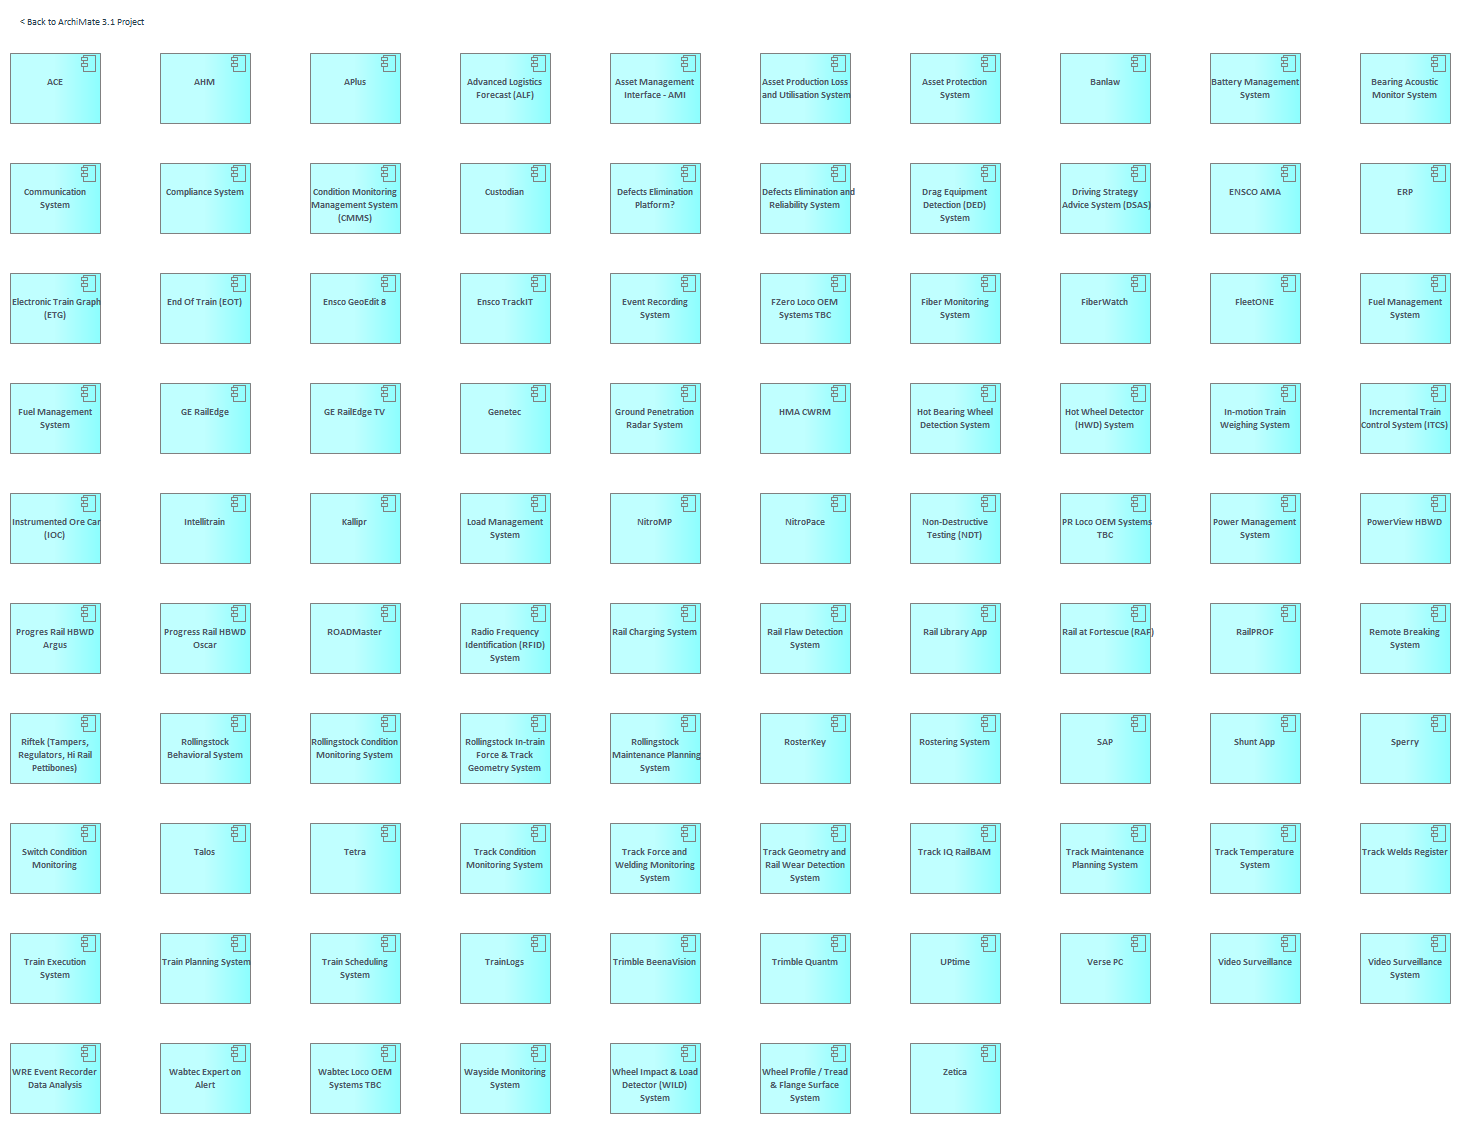 < Back to ArchiMate 3.1 Project
ACE
AHM
APlus
Advanced Logistics
Forecast (ALF)
Asset Management
Interface - AMI
Asset Production Loss
and Utilisation System
Asset Protection
System
Banlaw
Battery Management
System
Bearing Acoustic
Monitor System
Communication
System
Compliance System
Condition Monitoring
Management System
(CMMS)
Custodian
Defects Elimination
Platform?
Defects Elimination and
Reliability System
Drag Equipment
Detection (DED)
System
Driving Strategy
Advice System (DSAS)
ENSCO AMA
ERP
Electronic Train Graph
(ETG)
End Of Train (EOT)
Ensco GeoEdit 8
Ensco TrackIT
Event Recording
System
FZero Loco OEM
Systems TBC
Fiber Monitoring
System
FiberWatch
FleetONE
Fuel Management
System
Fuel Management
System
GE RailEdge
GE RailEdge TV
Genetec
Ground Penetration
Radar System
HMA CWRM
Hot Bearing Wheel
Detection System
Hot Wheel Detector
(HWD) System
In-motion Train
Weighing System
Incremental Train
Control System (ITCS)
Instrumented Ore Car
(IOC)
Intellitrain
Kallipr
Load Management
System
NitroMP
NitroPace
Non-Destructive
Testing (NDT)
PR Loco OEM Systems
TBC
Power Management
System
PowerView HBWD
Progres Rail HBWD
Argus
Progress Rail HBWD
Oscar
ROADMaster
Radio Frequency
Identification (RFID)
System
Rail Charging System
Rail Flaw Detection
System
Rail Library App
Rail at Fortescue (RAF)
RailPROF
Remote Breaking
System
Riftek (Tampers,
Regulators, Hi Rail
Pettibones)
Rollingstock
Behavioral System
Rollingstock Condition
Monitoring System
Rollingstock In-train
Force & Track
Geometry System
Rollingstock
Maintenance Planning
System
RosterKey
Rostering System
SAP
Shunt App
Sperry
Switch Condition
Monitoring
Talos
Tetra
Track Condition
Monitoring System
Track Force and
Welding Monitoring
System
Track Geometry and
Rail Wear Detection
System
Track IQ RailBAM
Track Maintenance
Planning System
Track Temperature
System
Track Welds Register
Train Execution
System
Train Planning System
Train Scheduling
System
TrainLogs
Trimble BeenaVision
Trimble Quantm
UPtime
Verse PC
Video Surveillance
Video Surveillance
System
WRE Event Recorder
Data Analysis
Wabtec Expert on
Alert
Wabtec Loco OEM
Systems TBC
Wayside Monitoring
System
Wheel Impact & Load
Detector (WILD)
System
Wheel Profile / Tread
& Flange Surface
System
Zetica